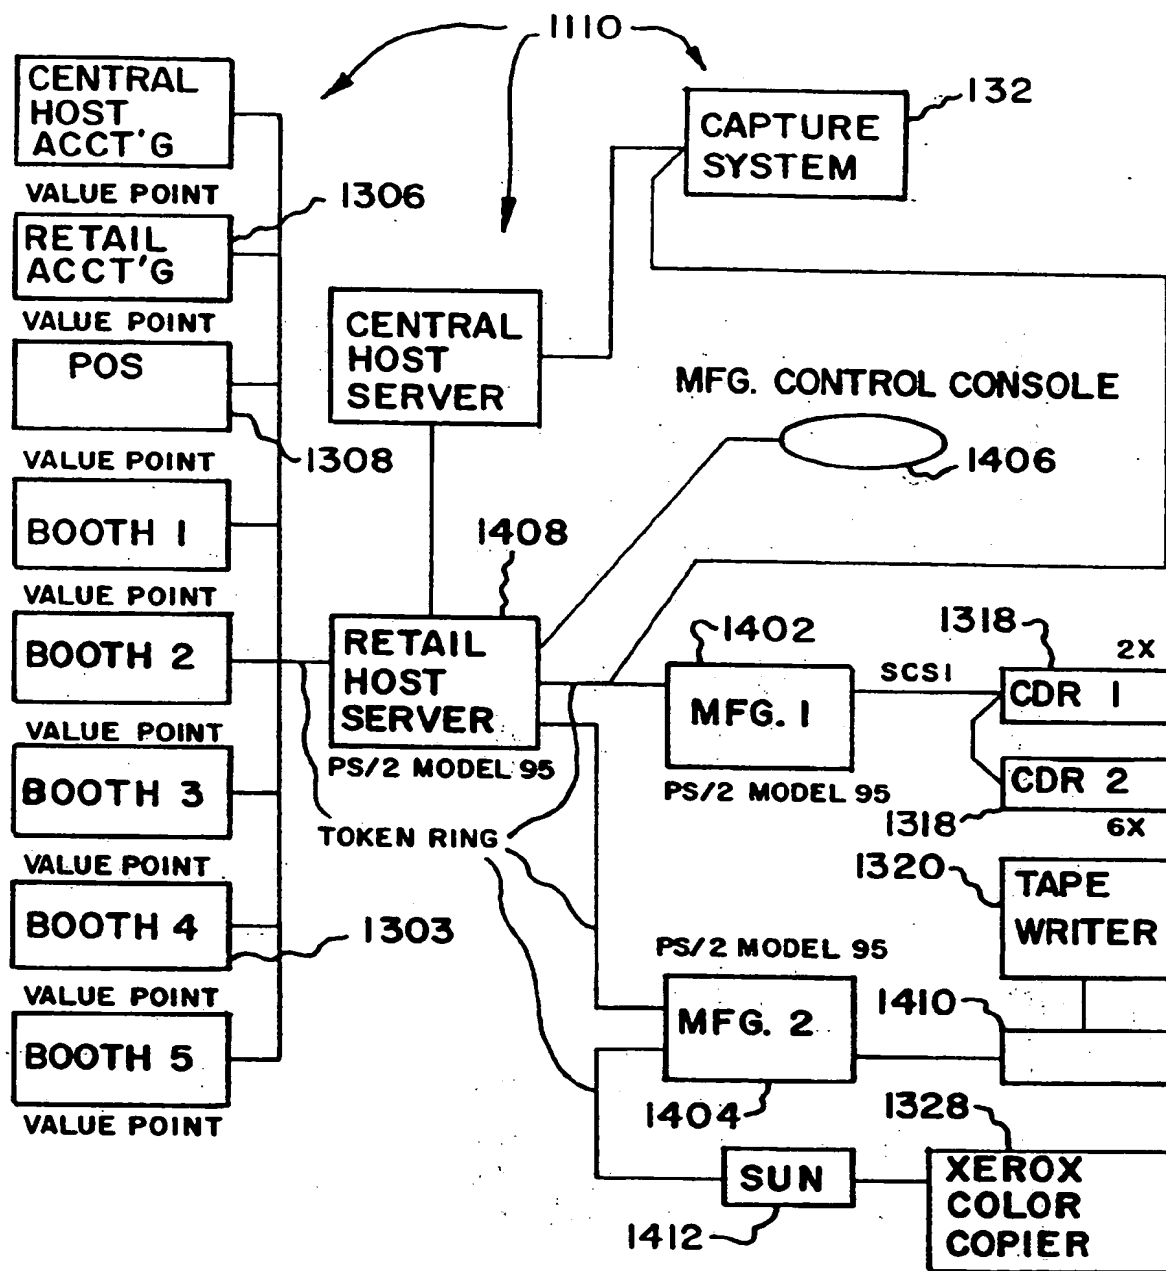 1110
CENTRAL
HOST
ACCT'G
VALUE POINT
1306
RETAIL
ACCT'G
VALUE POINT
POS
1308
VALUE POINT
BOOTH 1
VALUE POINT
BOOTH 2
VALUE POINT
BOOTH 3
VALUE POINT
BOOTH 4
1303
VALUE POINT
BOOTH 5
VALUE POINT
CAPTURE
SYSTEM
132
CENTRAL
HOST
SERVER
MFG. CONTROL CONSOLE
1406
1408
RETAIL
HOST
SERVER
PS/2 MODEL 95
TOKEN RING
1402
MFG. 1
PS/2 MODEL 95
SCSI
1318
2X
CDR 1
CDR 2
1318
6X
1320
TAPE
WRITER
PS/2 MODEL 95
MFG. 2
1404
1410
SUN
1412
1328
XEROX
COLOR
COPIER